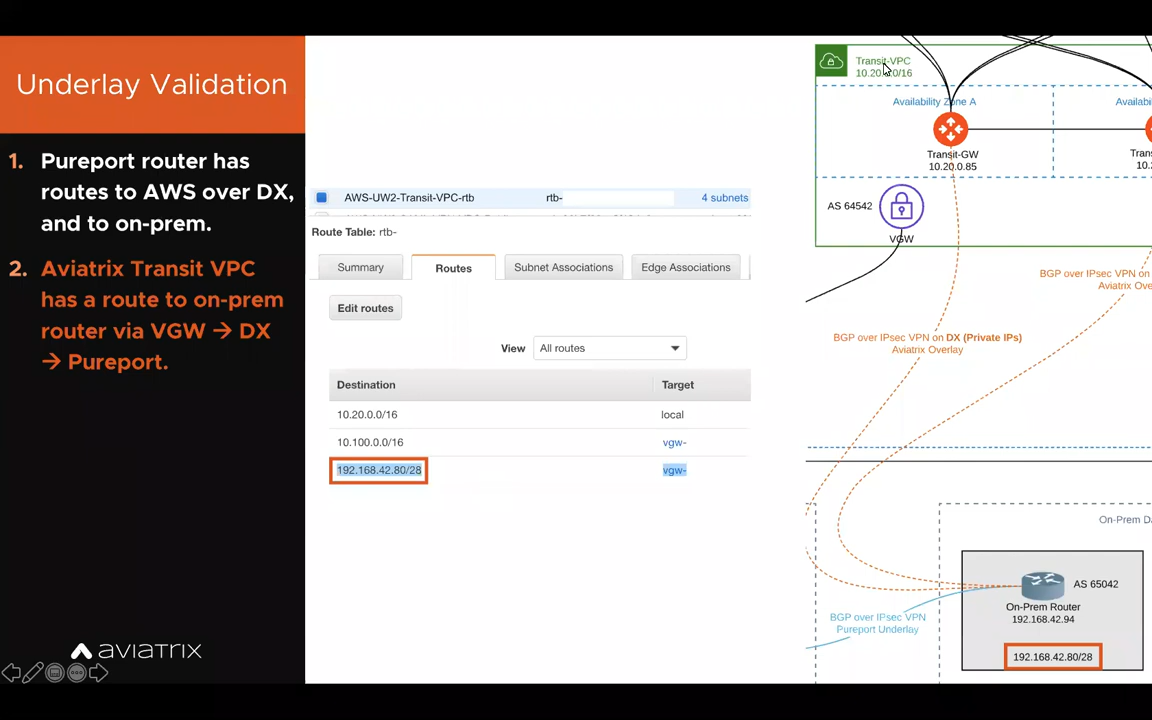 Underlay Validation
1. Pureport router has
routes to AWS over DX,
and to on-prem.
2. Aviatrix Transit VPC
has a route to on-prem
router via VGW → DX
→ Pureport.
aviatrix
AWS-UW2-Transit-VPC-rtb rtb- 4 subnets
Route Table: rtb-
Summary Routes Subnet Associations Edge Associations
Edit routes
View All routes
Destination Target
10.20.0.0/16 local
10.100.0.0/16 vgw-
192.168.42.80/28 vgw-
Transit-VPC
Availability Zone A
Transit-GW
10.20.0.85
AS 64542
VGW
BGP over IPsec VPN on
BGP over IPsec VPN on DX (Private IPs)
Aviatrix Overlay
AS 65042
On-Prem Router
192.168.42.94
BGP over IPsec VPN
Pureport Underlay
192.168.42.80/28